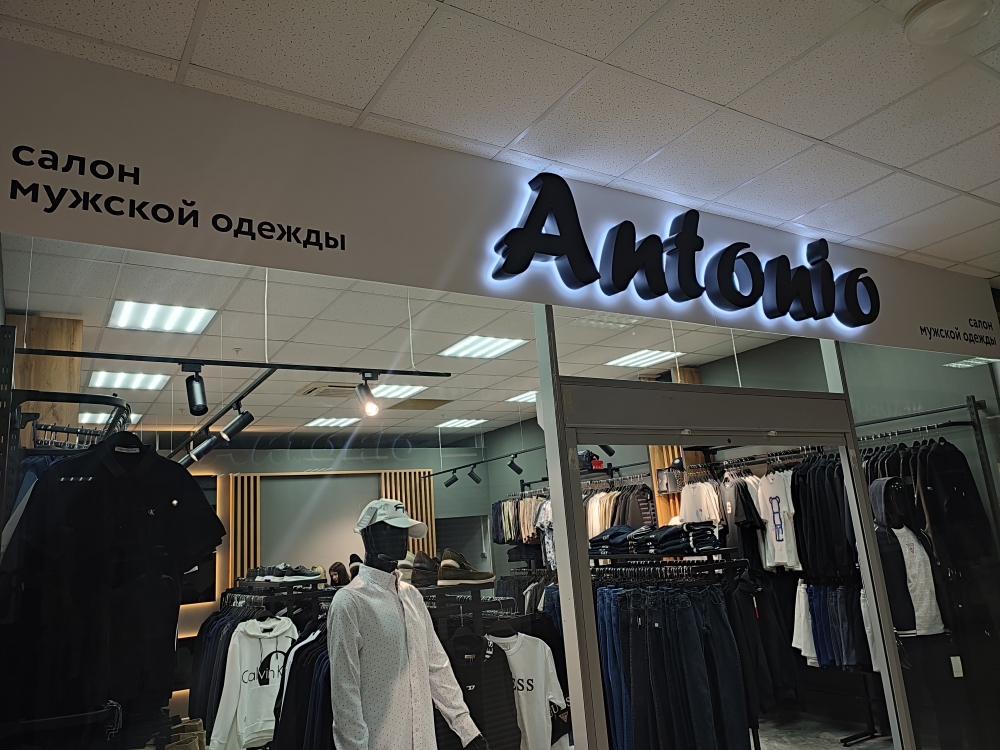 салон
мужской одежды
Antonio
салон
мужской одежды
Calvin K
ESS